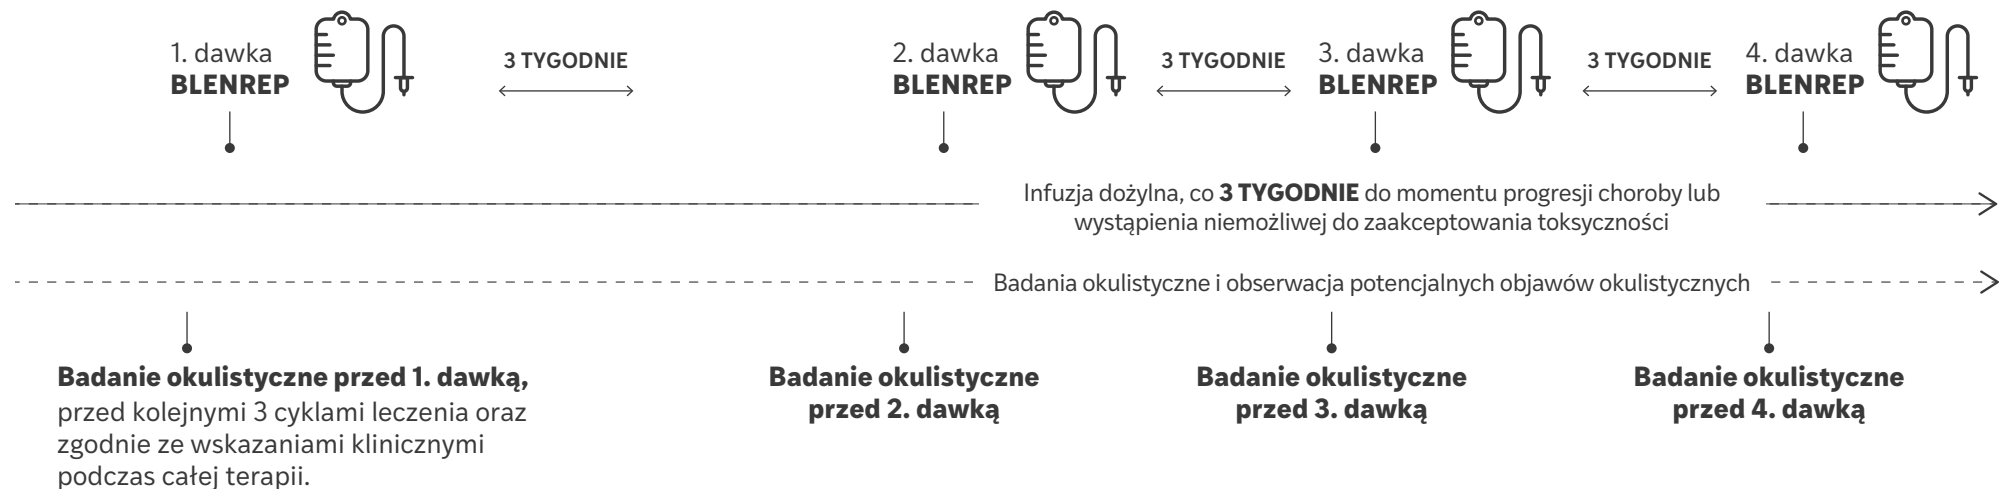 1. dawka
BLENREP
3 TYGODNIE
2. dawka
BLENREP
3 TYGODNIE
3. dawka
BLENREP
3 TYGODNIE
4. dawka
BLENREP
Infuzja dożylna, co 3 TYGODNIE do momentu progresji choroby lub
wystąpienia niemożliwej do zaakceptowania toksyczności
Badania okulistyczne i obserwacja potencjalnych objawów okulistycznych
Badanie okulistyczne przed 1. dawką,
przed kolejnymi 3 cyklami leczenia oraz
zgodnie ze wskazaniami klinicznymi
podczas całej terapii.
Badanie okulistyczne
przed 2. dawką
Badanie okulistyczne
przed 3. dawką
Badanie okulistyczne
przed 4. dawką